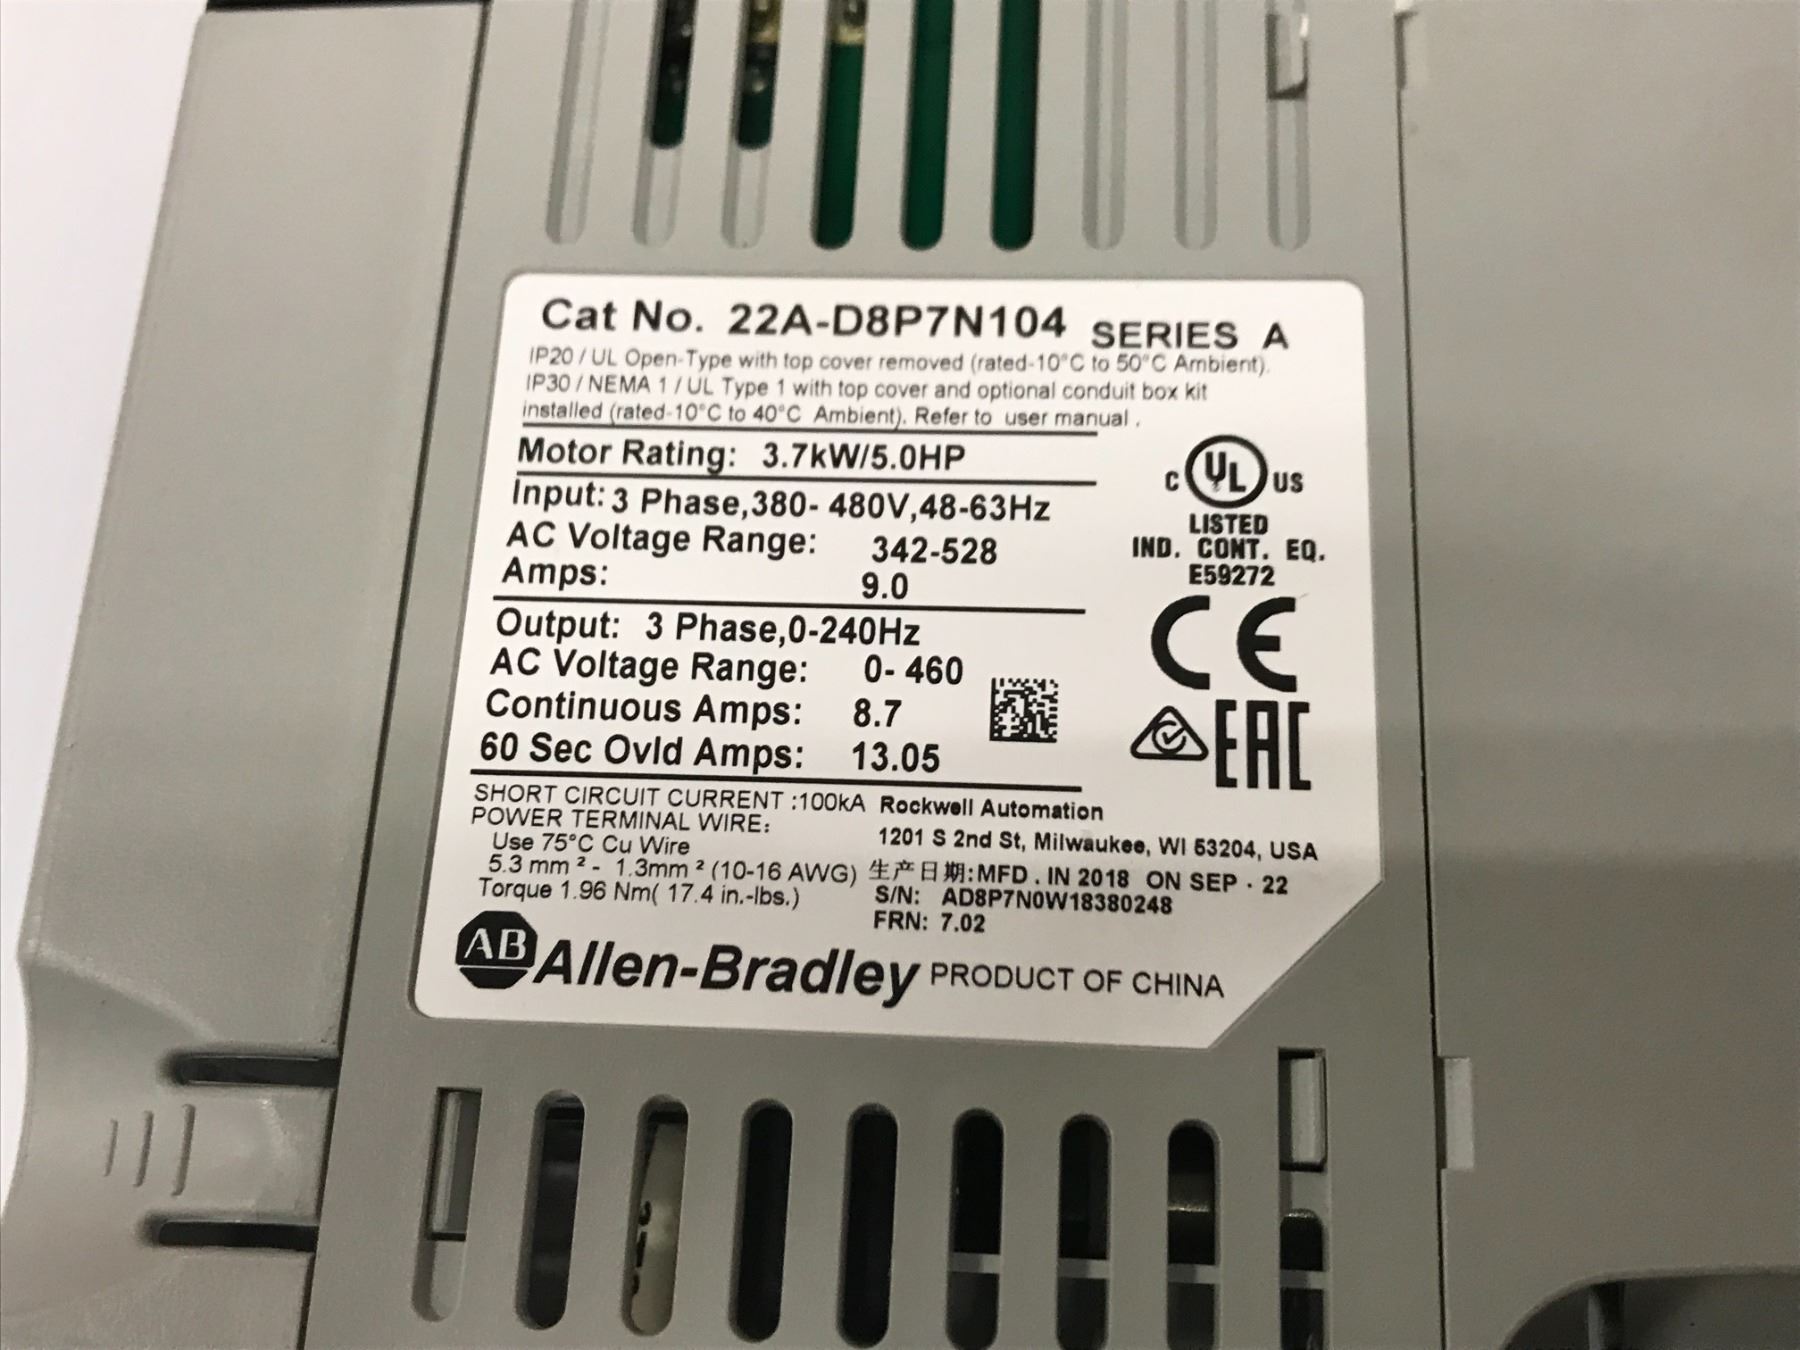 Cat No. 22A-D8P7N104 SERIES A
IP20 / UL Open-Type with top cover removed (rated-10°C to 50°C Ambient).
IP30 / NEMA 1 / UL Type 1 with top cover and optional conduit box kit
installed (rated-10°C to 40°C Ambient). Refer to user manual .
Motor Rating: 3.7kW/5.0HP
Input: 3 Phase,380- 480V,48-63Hz
AC Voltage Range: 342-528
Amps: 9.0
Output: 3 Phase,0-240Hz
AC Voltage Range: 0- 460
Continuous Amps: 8.7
60 Sec Ovld Amps: 13.05
C UL US
LISTED
IND. CONT. EQ.
E59272
CE
EAC
SHORT CIRCUIT CURRENT :100kA
POWER TERMINAL WIRE:
Use 75°C Cu Wire
5.3 mm ² - 1.3mm ² (10-16 AWG)
Torque 1.96 Nm( 17.4 in.-lbs.)
Rockwell Automation
1201 S 2nd St, Milwaukee, WI 53204, USA
生产日期:MFD . IN 2018 ON SEP · 22
S/N: AD8P7N0W18380248
FRN: 7.02
AB Allen-Bradley PRODUCT OF CHINA